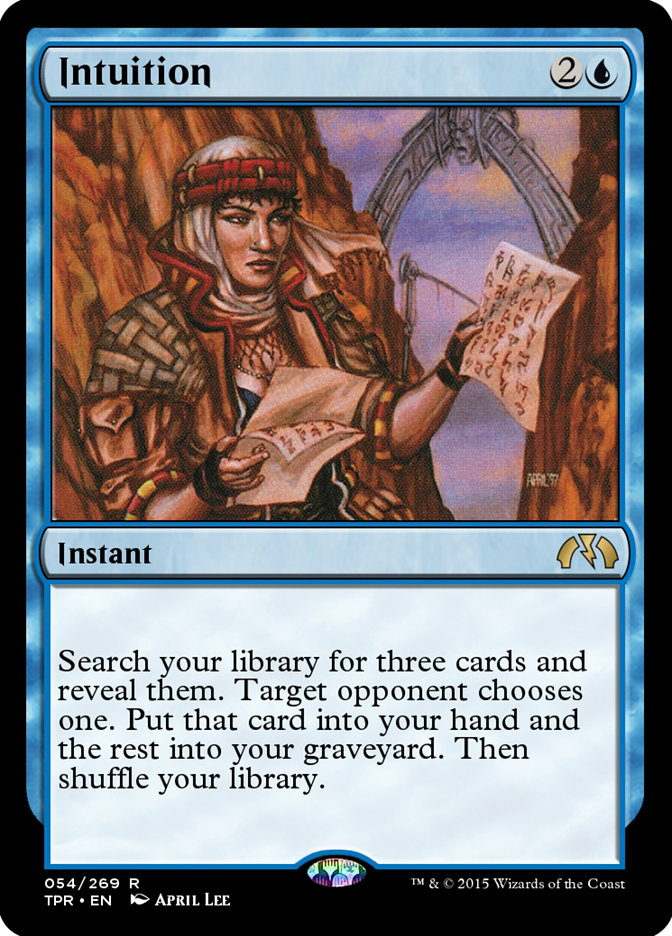 Intuition
2
APRIL '97
Instant
Search your library for three cards and
reveal them. Target opponent chooses
one. Put that card into your hand and
the rest into your graveyard. Then
shuffle your library.
054/269 R
TPR • EN April Lee
™ & © 2015 Wizards of the Coast